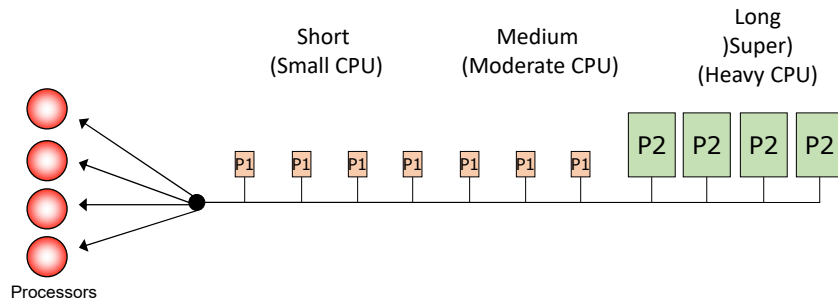 Short
(Small CPU)
Medium
(Moderate CPU)
Long
)Super)
(Heavy CPU)
P1 P1 P1 P1 P1 P1 P1 P2 P2 P2 P2
Processors